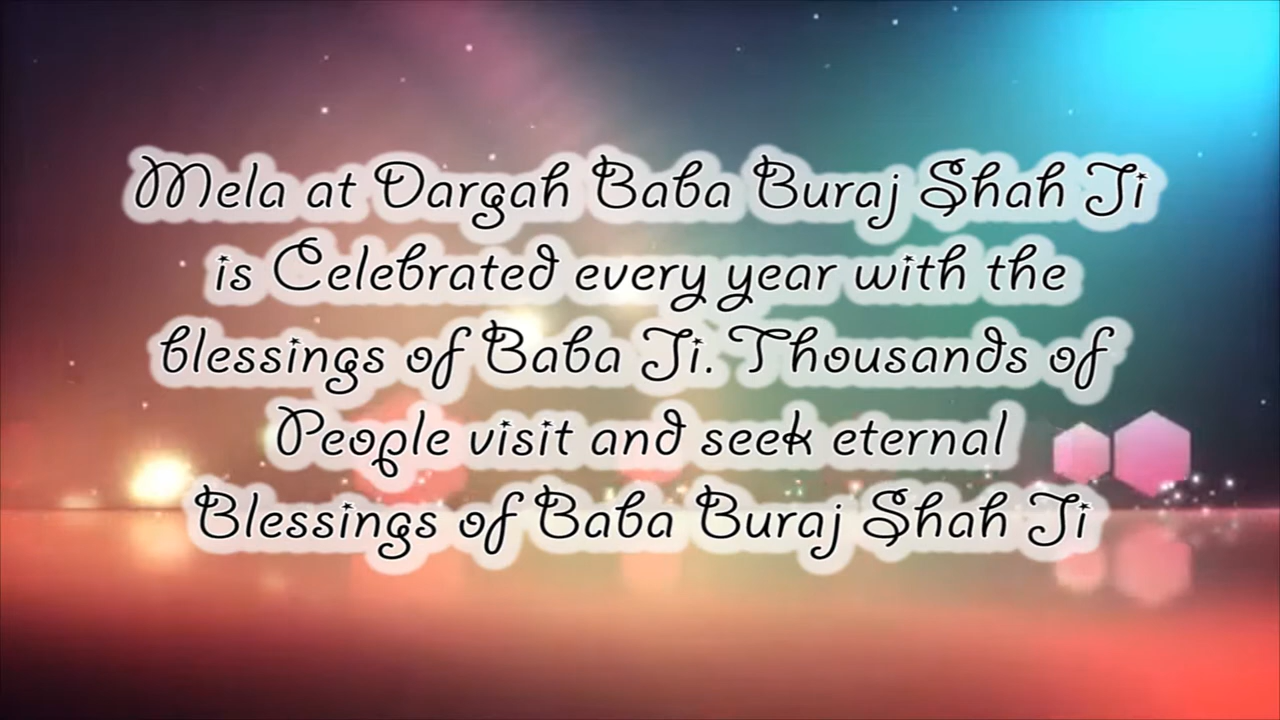 Mela at Dargah Baba Buraj Shah Ji
is Celebrated every year with the
blessings of Baba Ji. Thousands of
People visit and seek eternal
Blessings of Baba Buraj Shah Ji